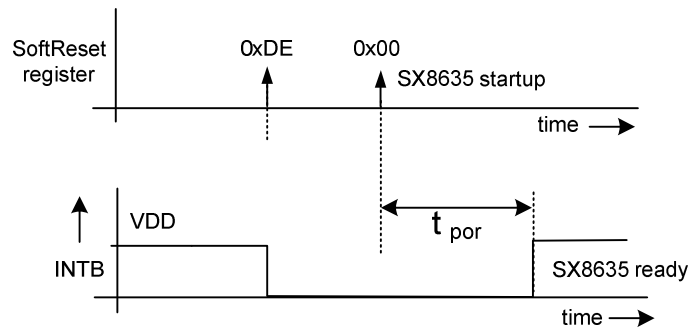 SoftReset
register
0xDE
0x00
SX8635 startup
time
VDD
INTB
t por
SX8635 ready
time